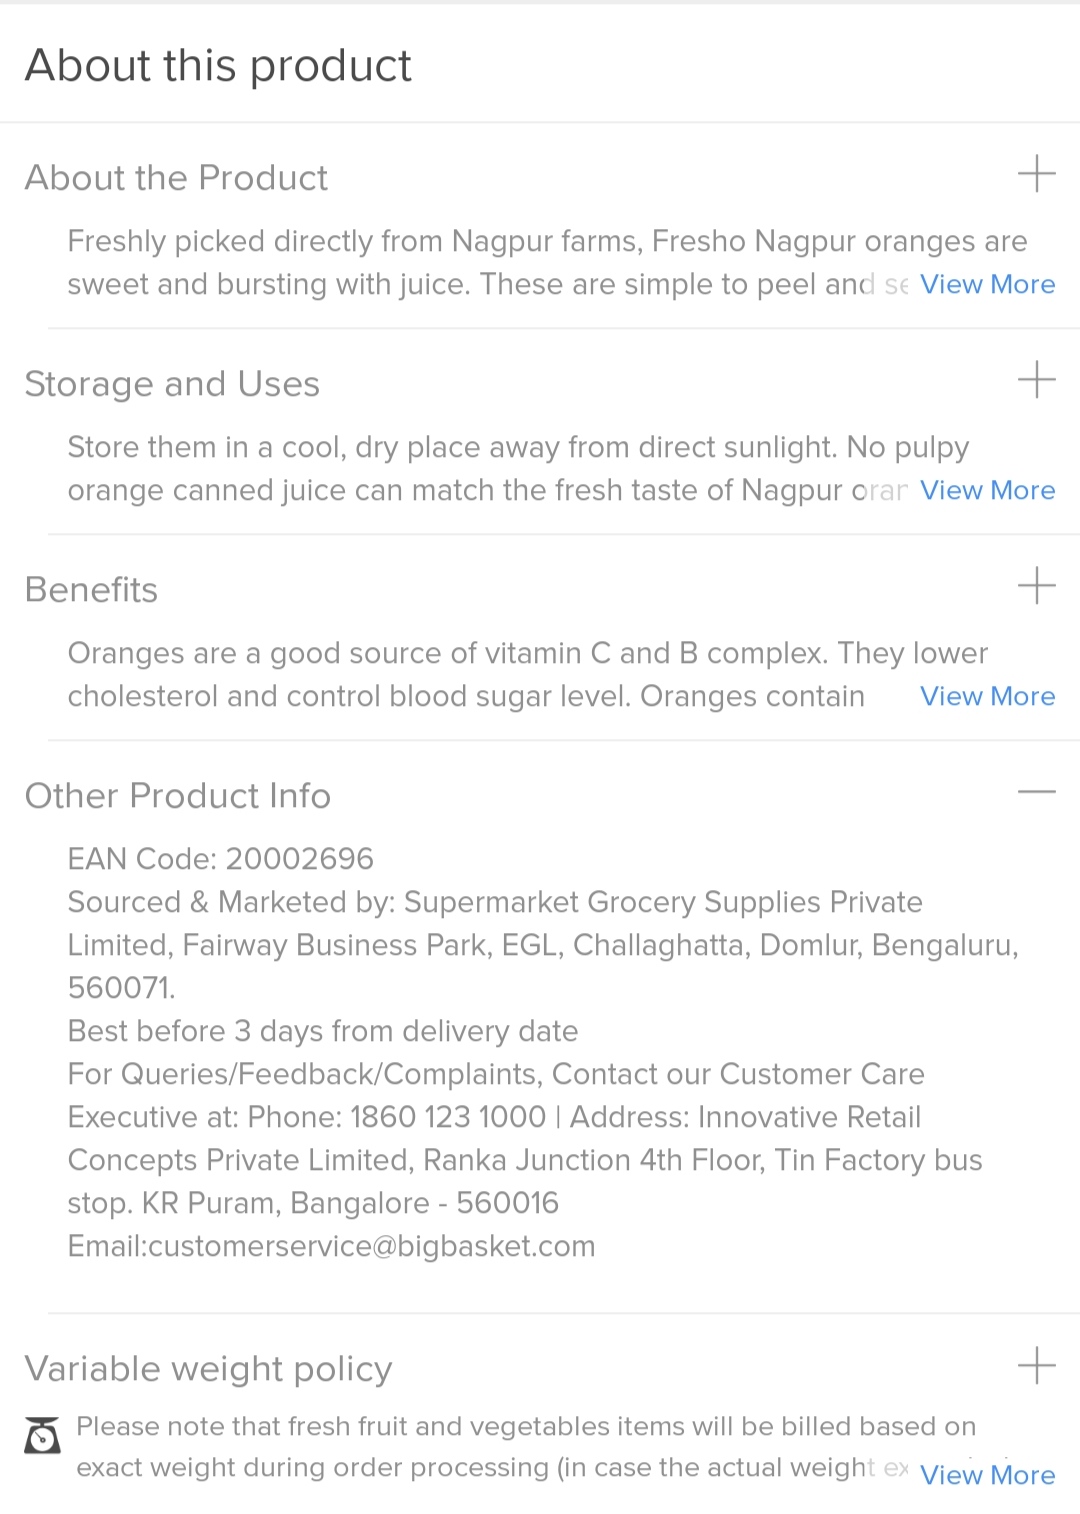 About this product
About the Product
Freshly picked directly from Nagpur farms, Fresho Nagpur oranges are
sweet and bursting with juice. These are simple to peel and View More
Storage and Uses
Store them in a cool, dry place away from direct sunlight. No pulpy
orange canned juice can match the fresh taste of Nagpur View More
Benefits
Oranges are a good source of vitamin C and B complex. They lower
cholesterol and control blood sugar level. Oranges contain View More
Other Product Info
EAN Code: 20002696
Sourced & Marketed by: Supermarket Grocery Supplies Private
Limited, Fairway Business Park, EGL, Challaghatta, Domlur, Bengaluru,
560071.
Best before 3 days from delivery date
For Queries/Feedback/Complaints, Contact our Customer Care
Executive at: Phone: 1860 123 1000 | Address: Innovative Retail
Concepts Private Limited, Ranka Junction 4th Floor, Tin Factory bus
stop. KR Puram, Bangalore - 560016
Email:customerservice@bigbasket.com
Variable weight policy
Please note that fresh fruit and vegetables items will be billed based on
exact weight during order processing (in case the actual weight View More